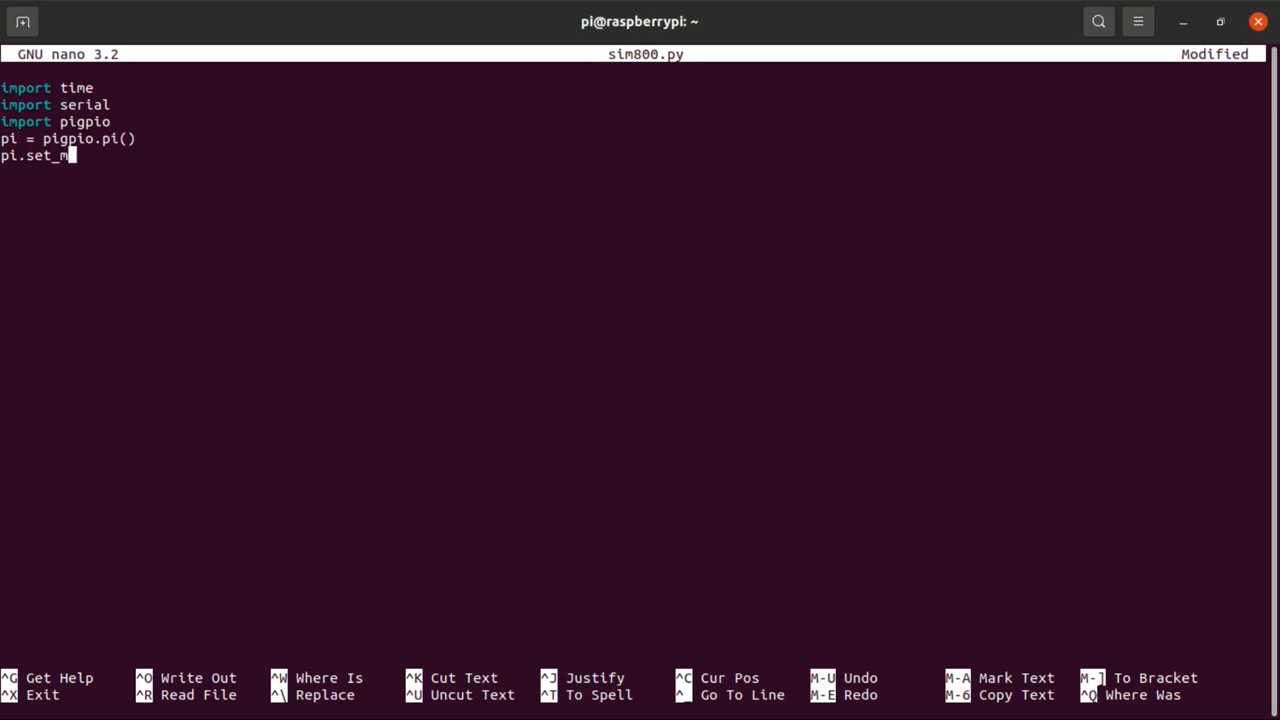 pi@raspberrypi: ~
GNU nano 3.2 sim800.py Modified
import time
import serial
import pigpio
pi = pigpio.pi()
pi.set_m
^G Get Help ^O Write Out ^W Where Is ^K Cut Text ^J Justify ^C Cur Pos M-U Undo M-A Mark Text M-] To Bracket
^X Exit ^R Read File ^\ Replace ^U Uncut Text ^T To Spell ^_ Go To Line M-E Redo M-6 Copy Text ^Q Where Was